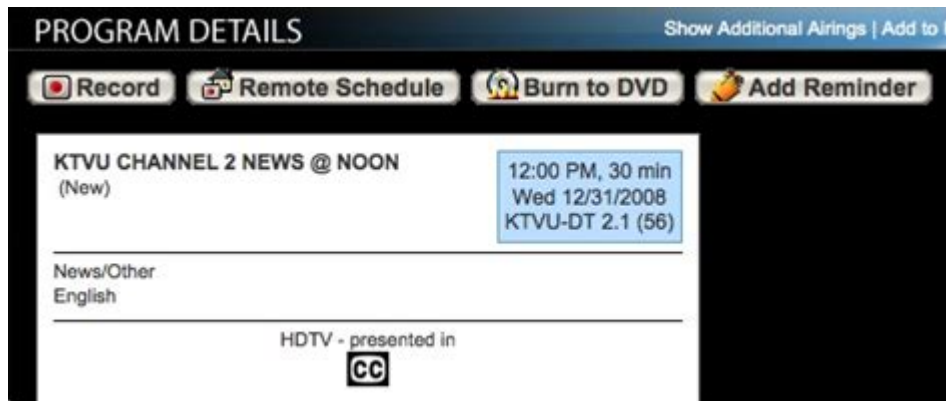 PROGRAM DETAILS
Show Additional Airings | Add to
Record
Remote Schedule
Burn to DVD
Add Reminder
KTVU CHANNEL 2 NEWS @ NOON
(New)
12:00 PM, 30 min
Wed 12/31/2008
KTVU-DT 2.1 (56)
News/Other
English
HDTV - presented in
CC